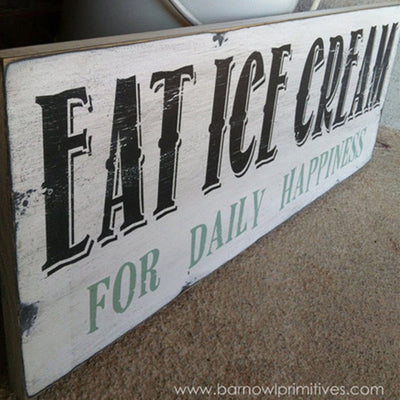 EAT ICE CREAM
FOR DAILY HAPPINESS
www.barnowlprimitives.com